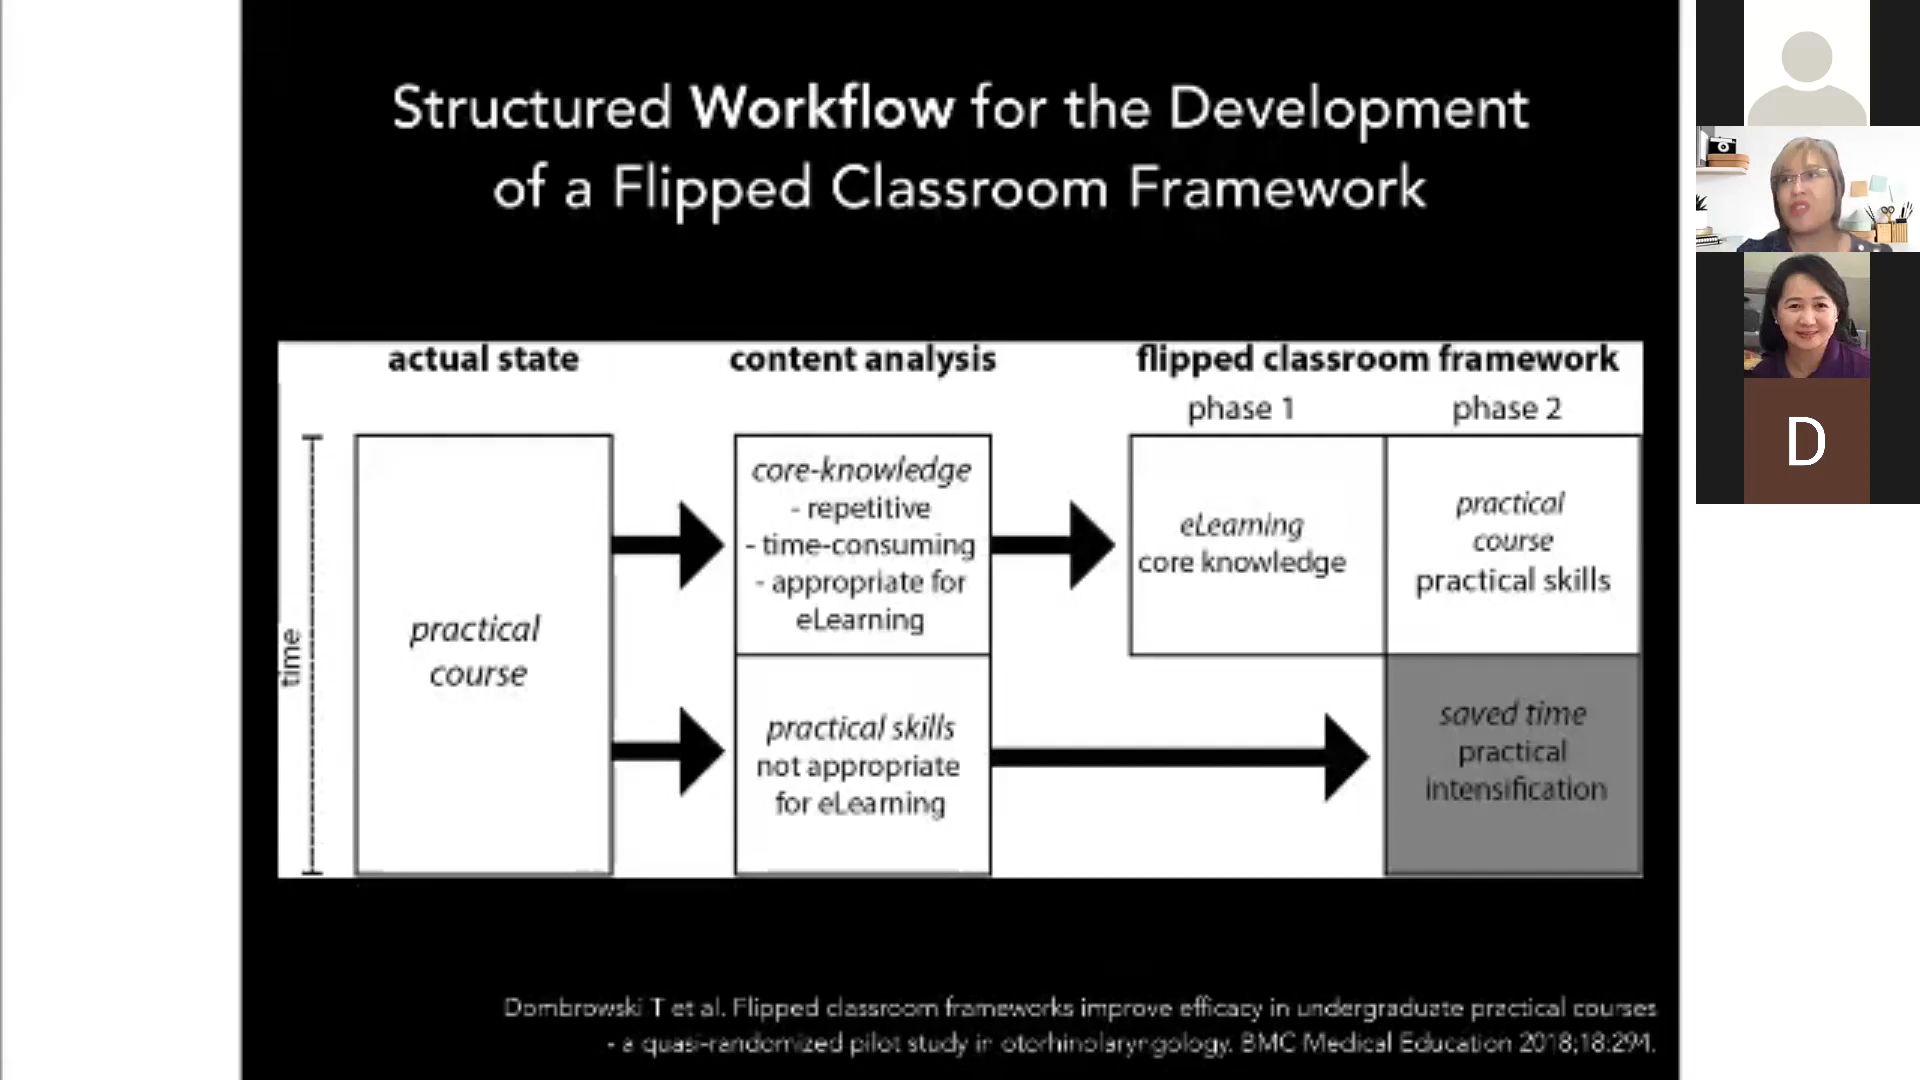 Structured Workflow for the Development
of a Flipped Classroom Framework
actual state
content analysis
flipped classroom framework
phase 1
phase 2
time
practical
course
core-knowledge
- repetitive
- time-consuming
- appropriate for
eLearning
practical skills
not appropriate
for eLearning
eLearning
core knowledge
practical
course
practical skills
saved time
practical
intensification
Dombrowski T et al. Flipped classroom frameworks improve efficacy in undergraduate practical courses
- a quasi-randomized pilot study in otorhinolaryngology. BMC Medical Education 2018;18:294.
D